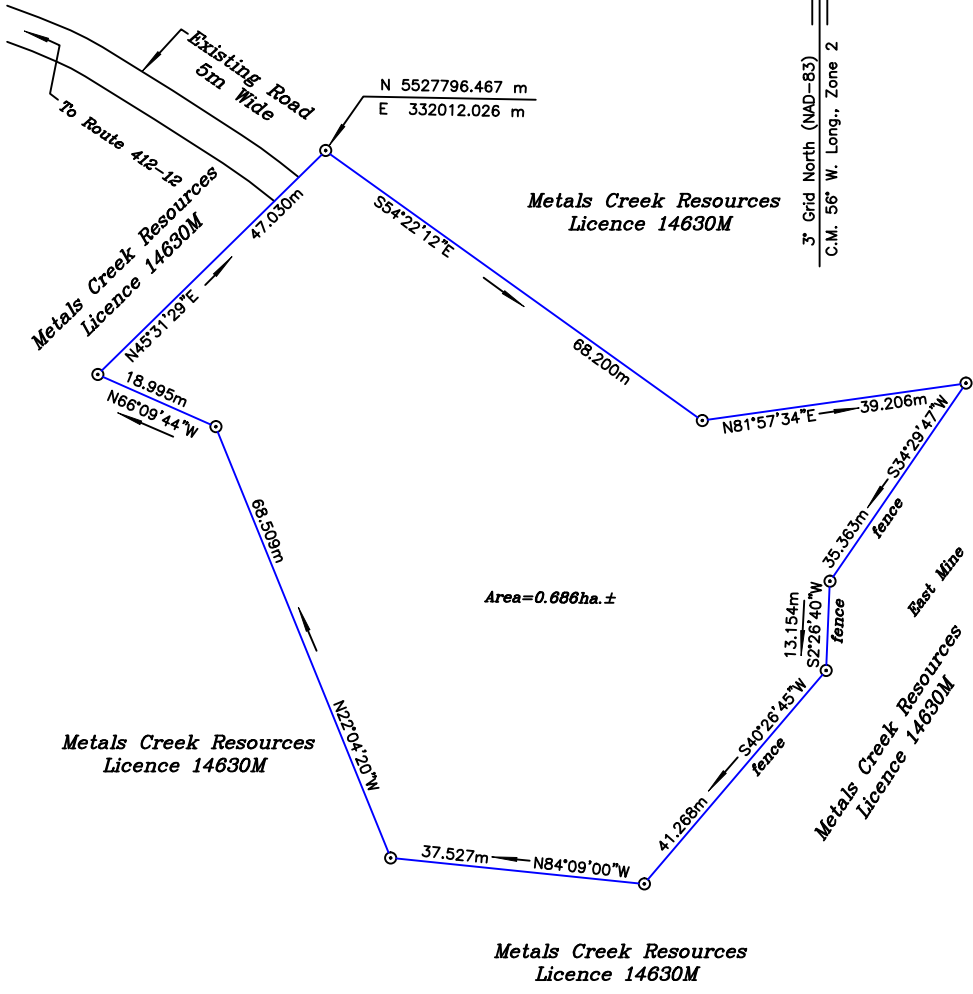 Existing Road
5m Wide
To Route 412-12
N 5527796.467 m
E 332012.026 m
3° Grid North (NAD-83)
C.M. 56° W. Long., Zone 2
Metals Creek Resources
Licence 14630M
47.030m
N45°31'29"E
S54°22'12"E
68.200m
Metals Creek Resources
Licence 14630M
18.995m
N66°09'44"W
N81°57'34"E
39.206m
S34°29'47"W
35.363m
fence
68.509m
N22°04'20"W
Area=0.686ha.±
13.154m
S2°26'40"W
fence
East Mine
Metals Creek Resources
Licence 14630M
S40°26'45"W
41.268m
fence
Metals Creek Resources
Licence 14630M
37.527m
N84°09'00"W
Metals Creek Resources
Licence 14630M